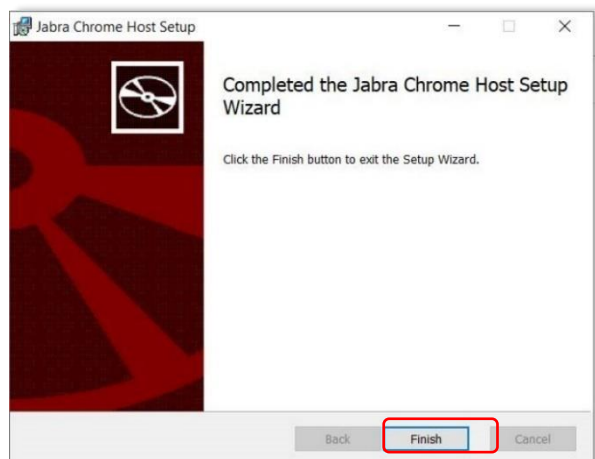 Jabra Chrome Host Setup
Completed the Jabra Chrome Host Setup
Wizard
Click the Finish button to exit the Setup Wizard.
Back Finish Cancel